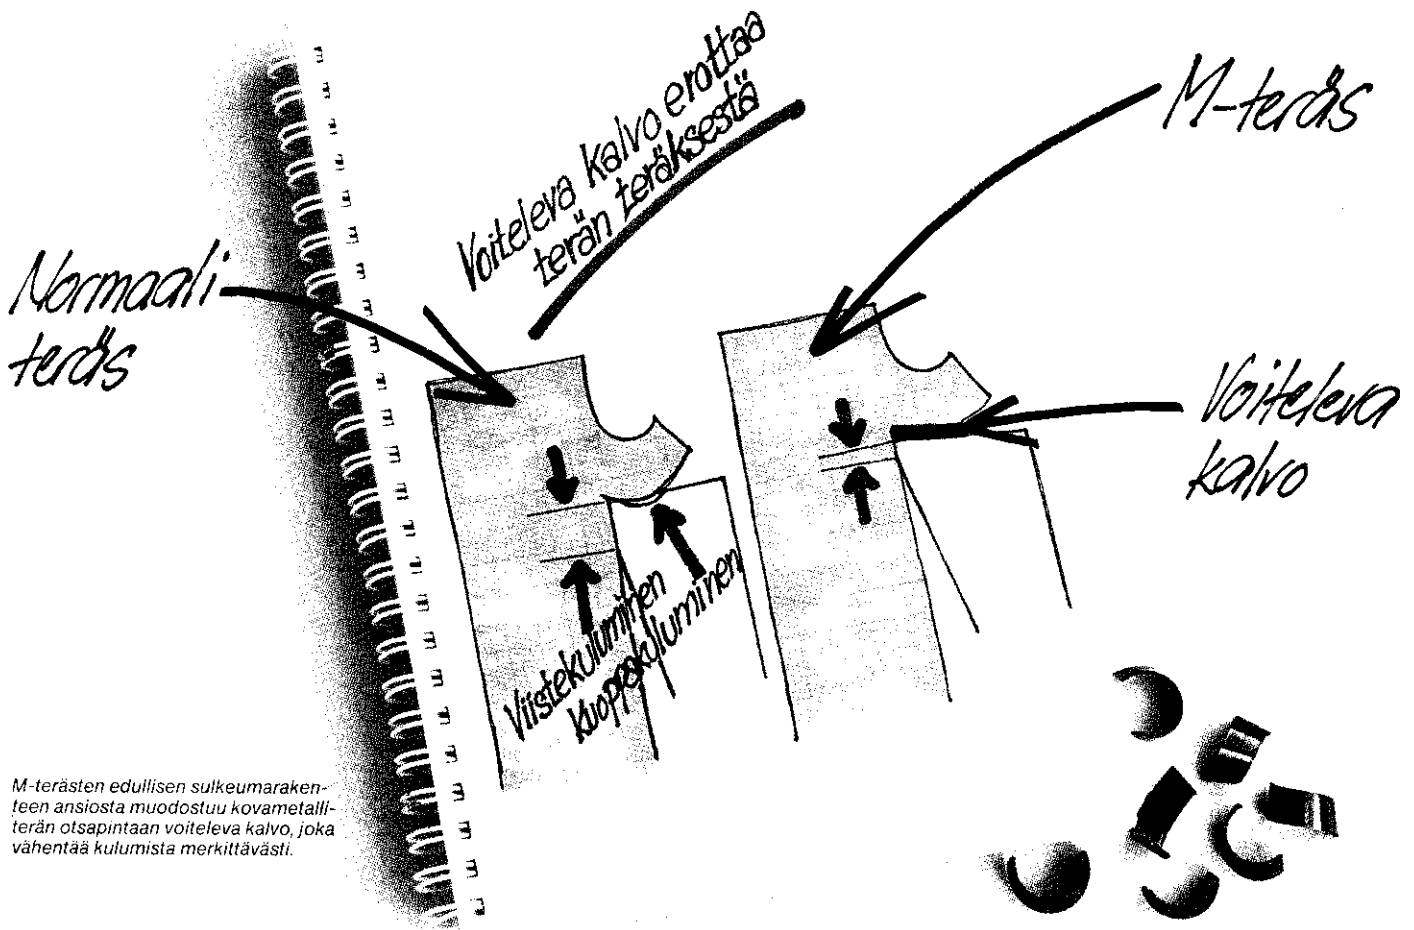 Voiteleva kalvo erottaa
terän teräksestä
M-teräs
Normaali
teräs
Voiteleva
kalvo
Viistekuluminen
Kuoppakuluminen
M-terästen edullisen sulkeumaraken-
teen ansiosta muodostuu kovametalli-
terän otsapintaan voiteleva kalvo, joka
vähentää kulumista merkittävästi.